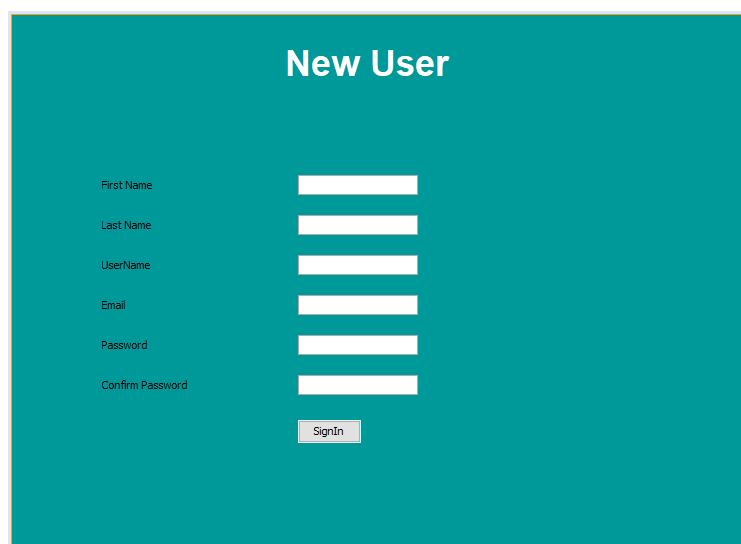 New User
First Name
Last Name
UserName
Email
Password
Confirm Password
SignIn